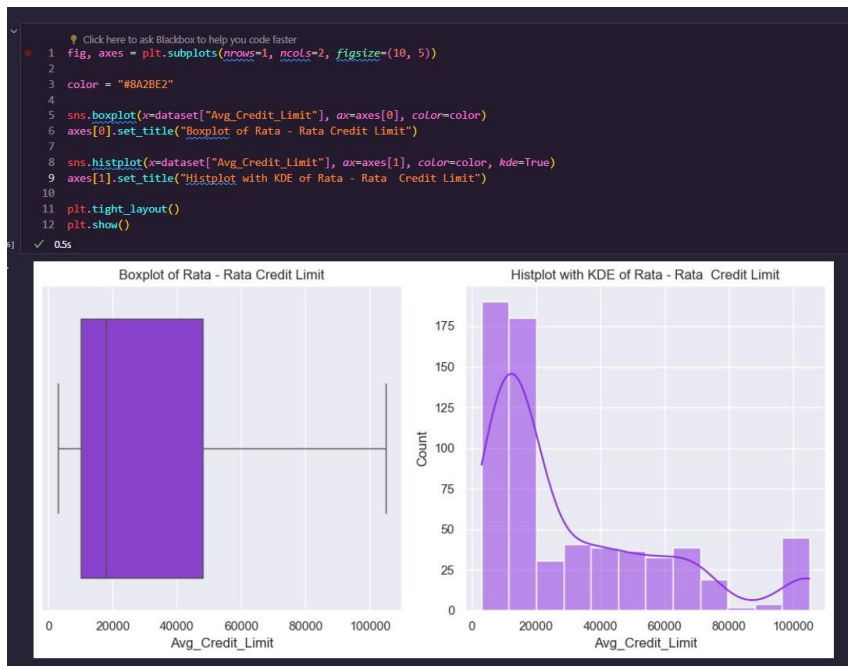 Click here to ask Blackbox to help you code faster
1 fig, axes = plt.subplots(nrows=1, ncols=2, figsize=(10, 5))
2
3 color = "#8A2BE2"
4
5 sns.boxplot(x=dataset["Avg_Credit_Limit"], ax=axes[0], color=color)
6 axes[0].set_title("Boxplot of Rata - Rata Credit Limit")
7
8 sns.histplot(x=dataset["Avg_Credit_Limit"], ax=axes[1], color=color, kde=True)
9 axes[1].set_title("Histplot with KDE of Rata - Rata  Credit Limit")
10
11 plt.tight_layout()
12 plt.show()
6] ✓ 0.5s
Boxplot of Rata - Rata Credit Limit
0 20000 40000 60000 80000 100000
Avg_Credit_Limit
Histplot with KDE of Rata - Rata  Credit Limit
175
150
125
100
75
50
25
0
Count
0 20000 40000 60000 80000 100000
Avg_Credit_Limit